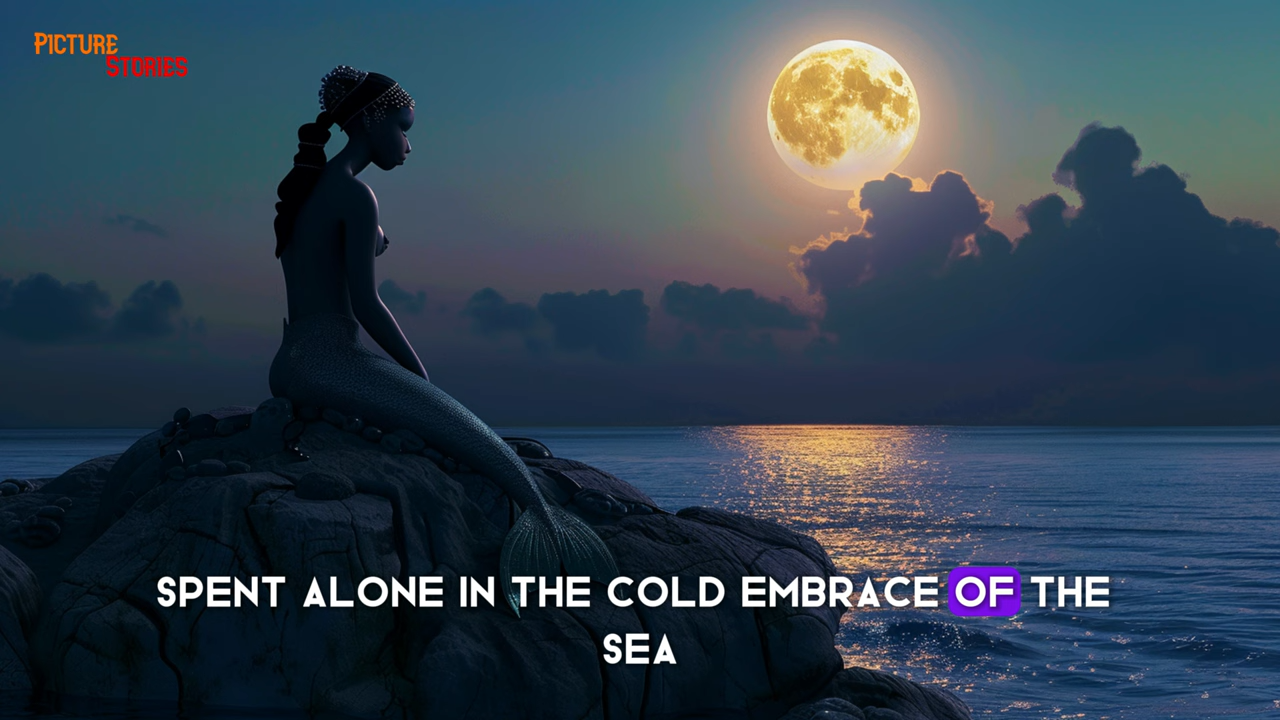 PICTURE
STORIES
SPENT ALONE IN THE COLD EMBRACE OF THE
SEA